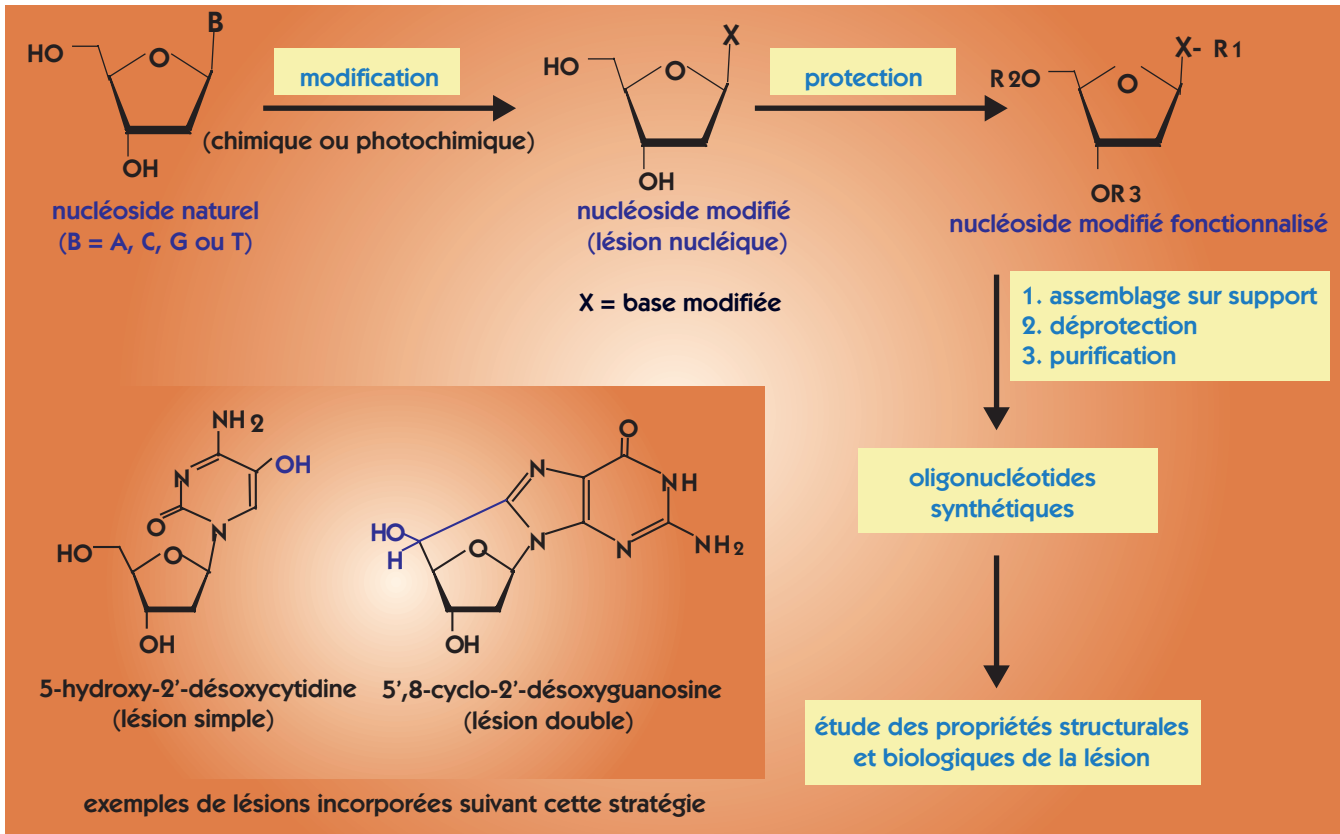 HO
O
B
OH
nucléoside naturel
(B = A, C, G ou T)
modification
(chimique ou photochimique)
HO
O
X
OH
nucléoside modifié
(lésion nucléique)
X = base modifiée
protection
R2O
O
X- R1
OR3
nucléoside modifié fonctionnalisé
1. assemblage sur support
2. déprotection
3. purification
oligonucléotides
synthétiques
étude des propriétés structurales
et biologiques de la lésion
NH2
N
OH
O
N
HO
O
OH
5-hydroxy-2'-désoxycytidine
(lésion simple)
O
N
NH
HO
H
O
N
N
NH2
OH
5',8-cyclo-2'-désoxyguanosine
(lésion double)
exemples de lésions incorporées suivant cette stratégie